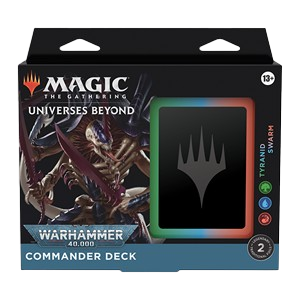 MAGIC
THE GATHERING
UNIVERSES BEYOND
13+
TYRANID
SWARM
WARHAMMER
40,000
COMMANDER DECK
2